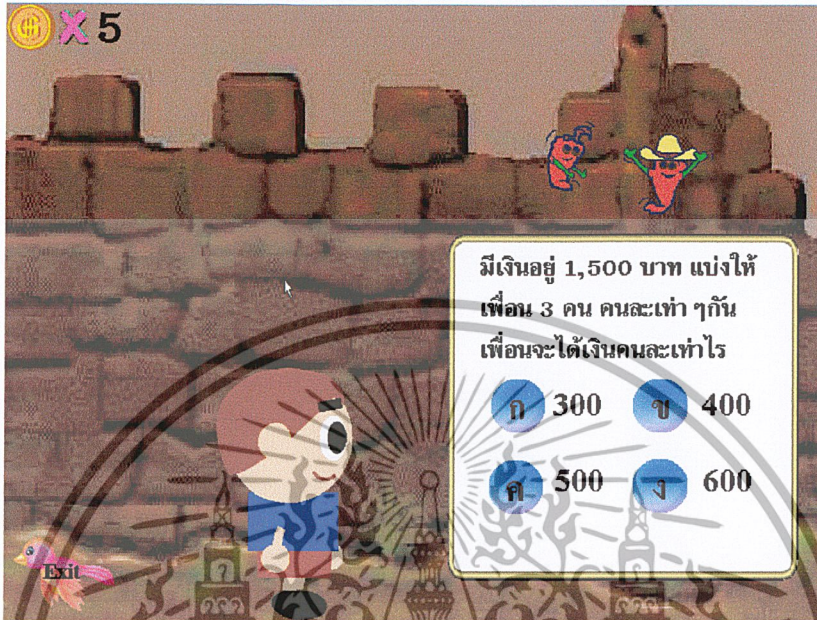 X 5
มีเงินอยู่ 1,500 บาท แบ่งให้
เพื่อน 3 คน คนละเท่า ๆกัน
เพื่อนจะได้เงินคนละเท่าไร
ก 300 ข 400
ค 500 ง 600
Exit